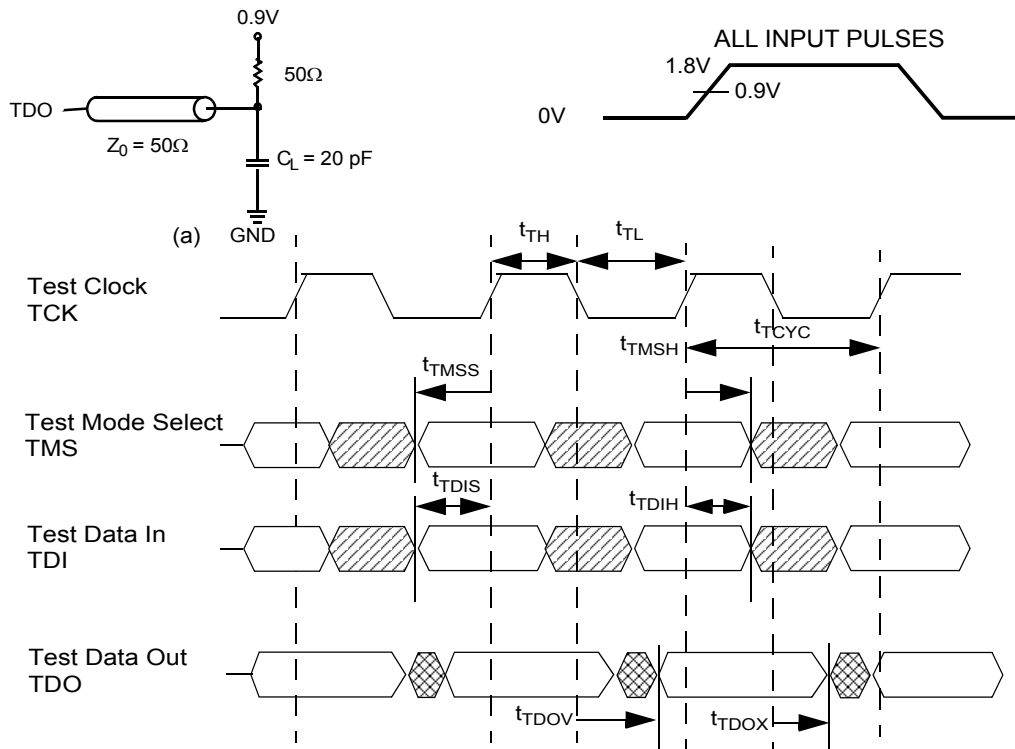 0.9V
ALL INPUT PULSES
50Ω
1.8V
0.9V
TDO
0V
Z0 = 50Ω
CL = 20 pF
(a)
GND
tTH
tTL
Test Clock
TCK
tTMSH
tTCYC
tTMSS
Test Mode Select
TMS
tTDIS
tTDIH
Test Data In
TDI
Test Data Out
TDO
tTDOV
tTDOX